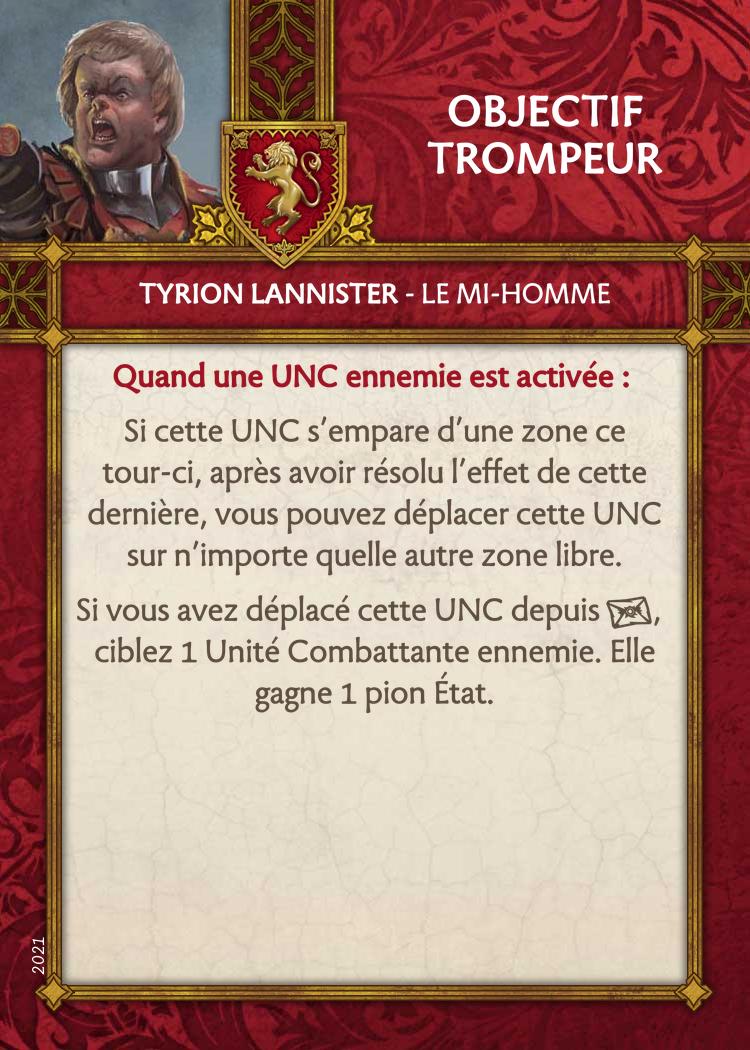 OBJECTIF
TROMPEUR
TYRION LANNISTER - LE MI-HOMME
Quand une UNC ennemie est activée :
Si cette UNC s'empare d'une zone ce
tour-ci, après avoir résolu l'effet de cette
dernière, vous pouvez déplacer cette UNC
sur n'importe quelle autre zone libre.
Si vous avez déplacé cette UNC depuis ,
ciblez 1 Unité Combattante ennemie. Elle
gagne 1 pion État.
2021